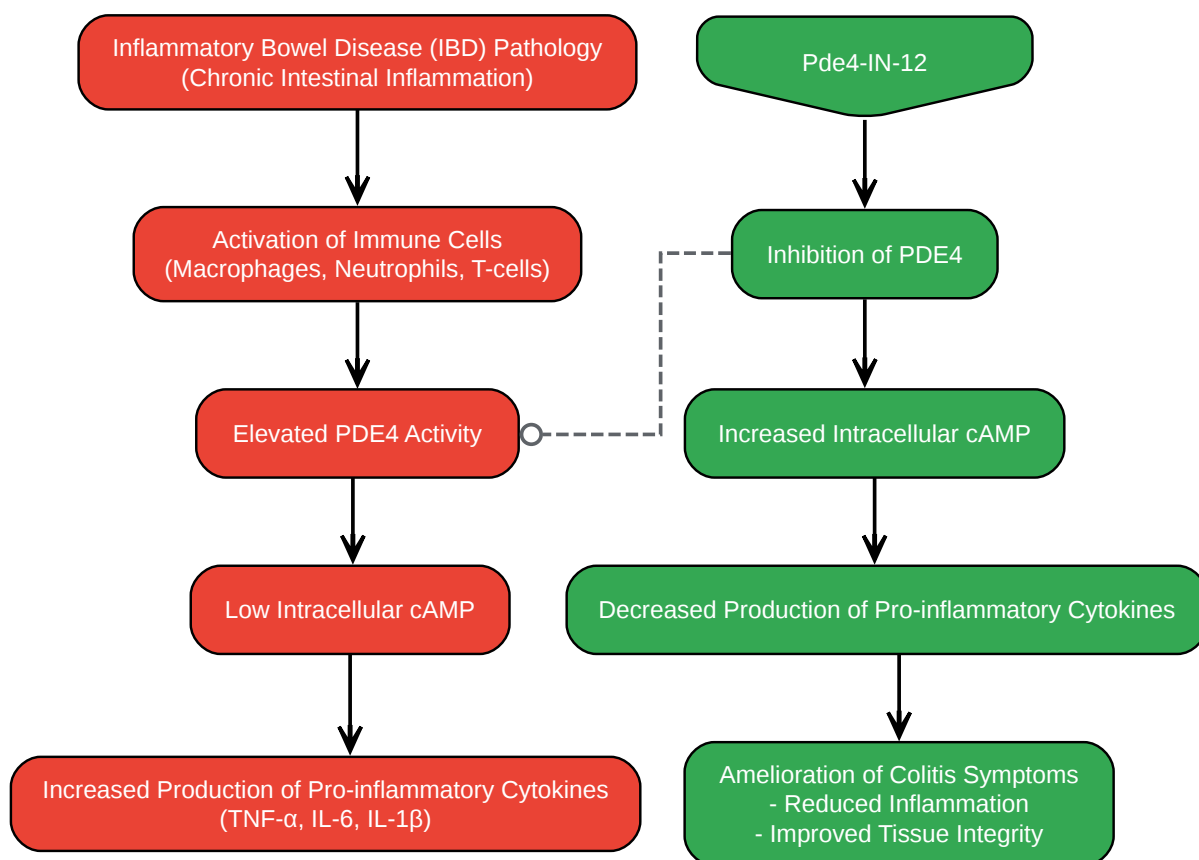 Inflammatory Bowel Disease (IBD) Pathology
(Chronic Intestinal Inflammation)
Activation of Immune Cells
(Macrophages, Neutrophils, T-cells)
Elevated PDE4 Activity
Low Intracellular cAMP
Increased Production of Pro-inflammatory Cytokines
(TNF-α, IL-6, IL-1β)
Pde4-IN-12
Inhibition of PDE4
Increased Intracellular cAMP
Decreased Production of Pro-inflammatory Cytokines
Amelioration of Colitis Symptoms
- Reduced Inflammation
- Improved Tissue Integrity